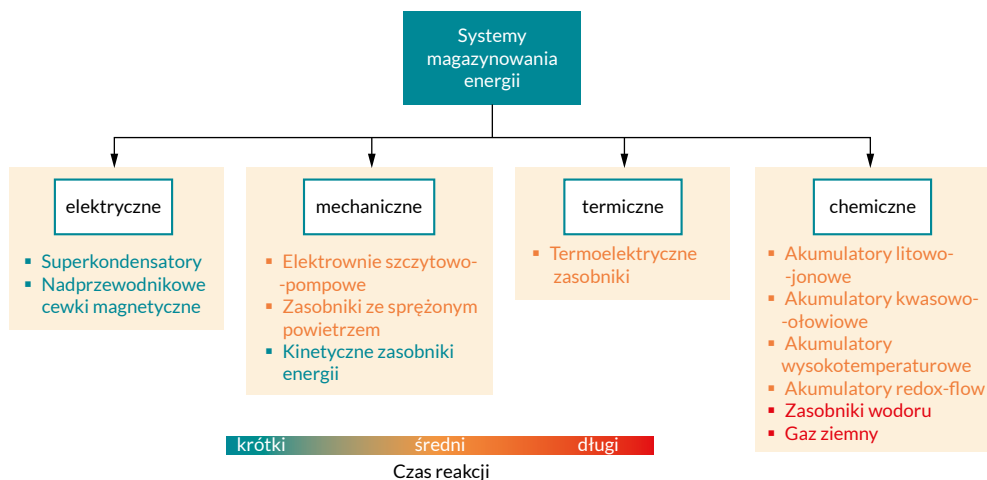 Systemy
magazynowania
energii
elektryczne
▪ Superkondensatory
▪ Nadprzewodnikowe
cewki magnetyczne
mechaniczne
▪ Elektrownie szczytowo-
-pompowe
▪ Zasobniki ze sprężonym
powietrzem
▪ Kinetyczne zasobniki
energii
termiczne
▪ Termoelektryczne
zasobniki
chemiczne
▪ Akumulatory litowo-
-jonowe
▪ Akumulatory kwasowo-
-ołowiowe
▪ Akumulatory
wysokotemperaturowe
▪ Akumulatory redox-flow
▪ Zasobniki wodoru
▪ Gaz ziemny
krótki średni długi
Czas reakcji